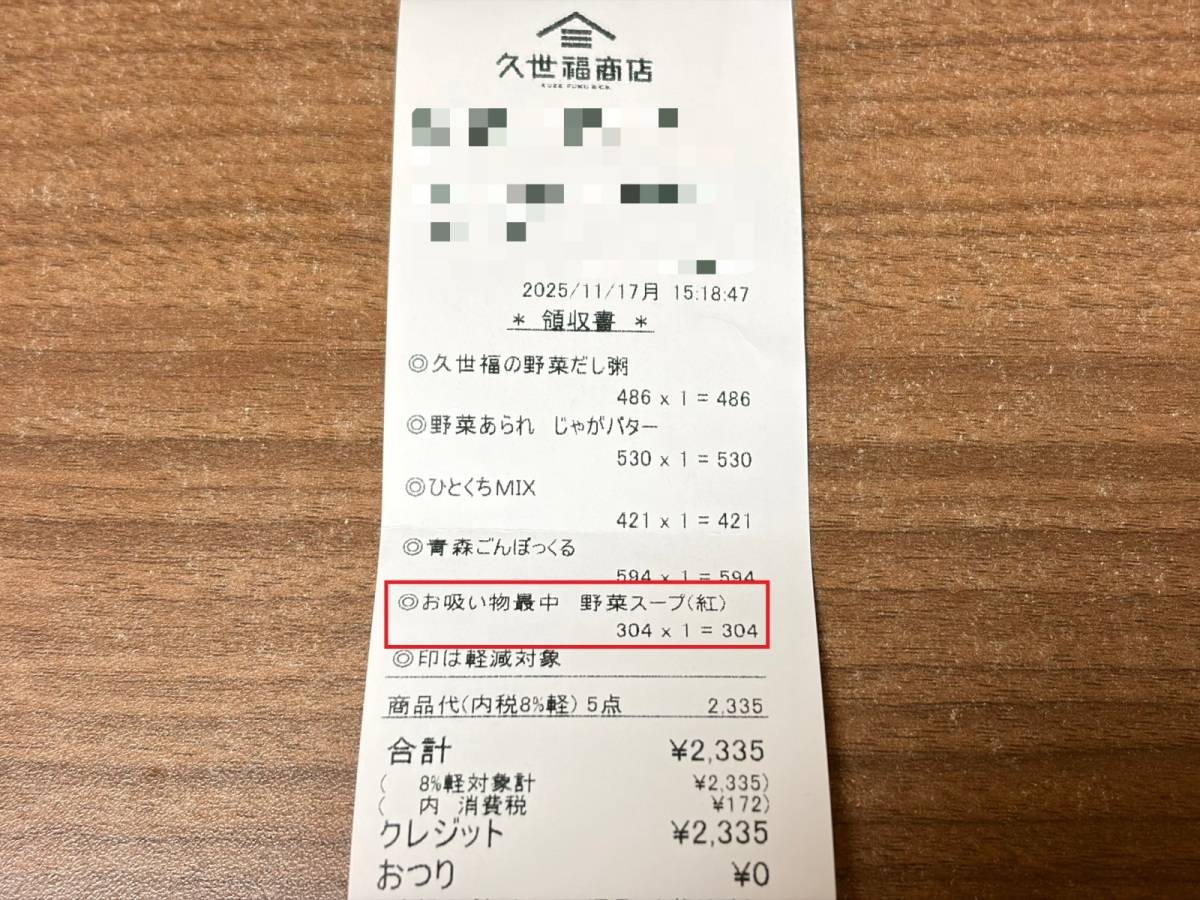 久世福商店
KUZE FUKU & CO.
2025/11/17月 15:18:47
* 領収書 *
◎久世福の野菜だし粥
486 x 1 = 486
◎野菜あられ じゃがバター
530 x 1 = 530
◎ひとくちMIX
421 x 1 = 421
◎青森ごんぼっくる
594 x 1 = 594
◎お吸い物最中 野菜スープ(紅)
304 x 1 = 304
◎印は軽減対象
商品代(内税8%軽) 5点 2,335
合計 ¥2,335
( 8%軽対象計 ¥2,335)
( 内 消費税 ¥172)
クレジット ¥2,335
おつり ¥0